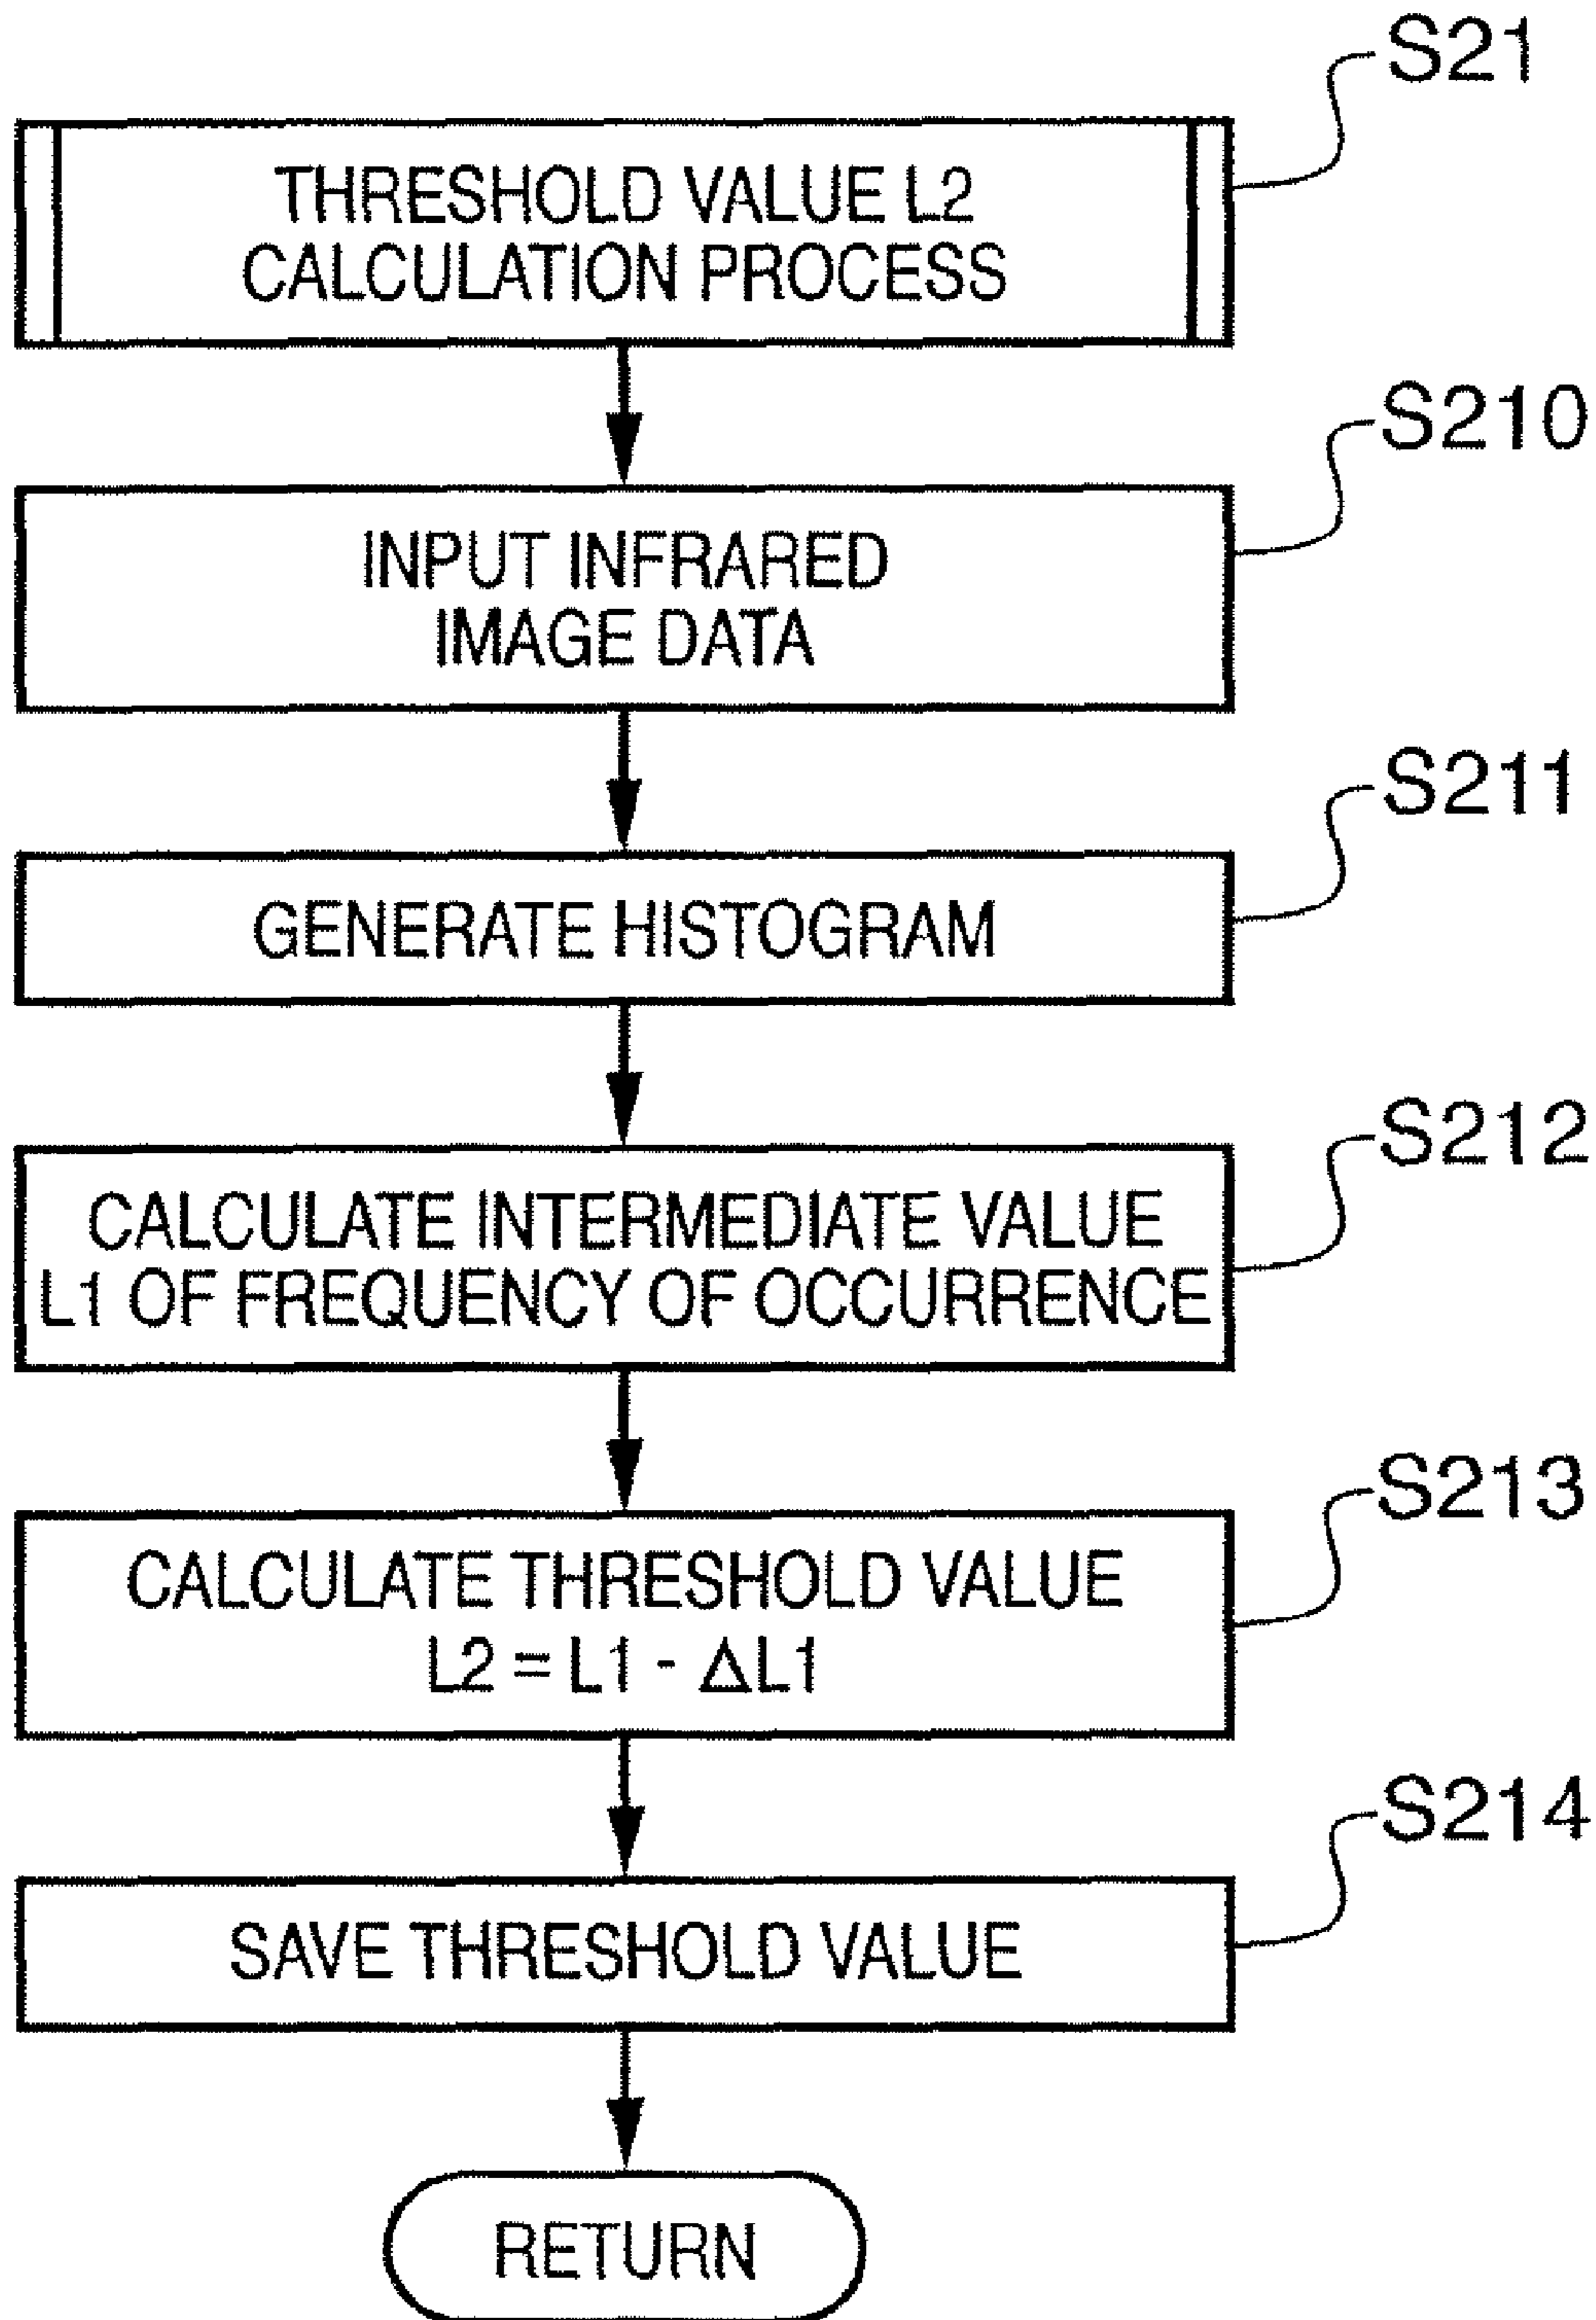 S21
THRESHOLD VALUE L2
CALCULATION PROCESS
S210
INPUT INFRARED
IMAGE DATA
S211
GENERATE HISTOGRAM
S212
CALCULATE INTERMEDIATE VALUE
L1 OF FREQUENCY OF OCCURRENCE
S213
CALCULATE THRESHOLD VALUE
L2 = L1 - ΔL1
S214
SAVE THRESHOLD VALUE
RETURN